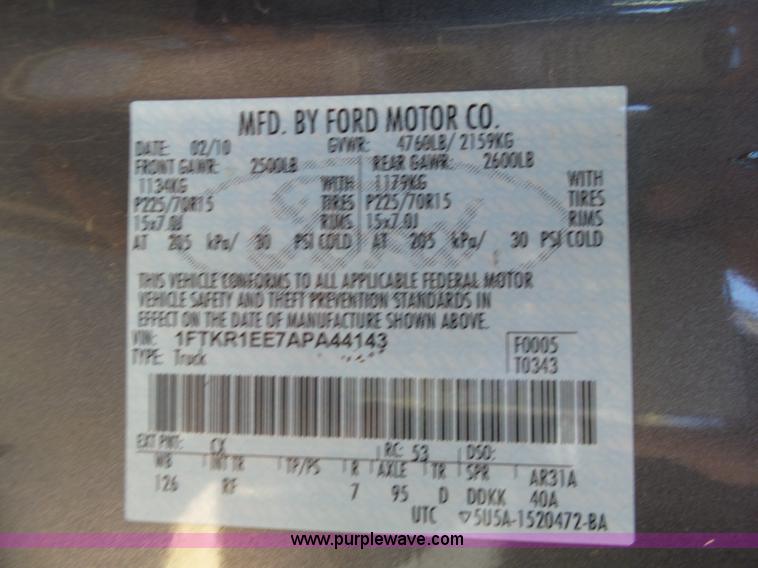 MFD. BY FORD MOTOR CO.
DATE: 02/10 GVWR: 4760LB/ 2159KG
FRONT GAWR: 2500LB REAR GAWR: 2600LB
1134KG WITH 1179KG WITH
P225/70R15 TIRES P225/70R15 TIRES
15x7.0J RIMS 15x7.0J RIMS
AT 205 kPa/ 30 PSI COLD AT 205 kPa/ 30 PSI COLD
THIS VEHICLE CONFORMS TO ALL APPLICABLE FEDERAL MOTOR
VEHICLE SAFETY AND THEFT PREVENTION STANDARDS IN
EFFECT ON THE DATE OF MANUFACTURE SHOWN ABOVE.
VIN: 1FTKR1EE7APA44143 F0005
TYPE: Truck T0343
EXT PNT: CX RC: 53 DSO:
WB INT TR TP/PS R AXLE TR SPR AR31A
126 RF 7 95 D DDKK 40A
UTC ▽5U5A-1520472-BA
www.purplewave.com